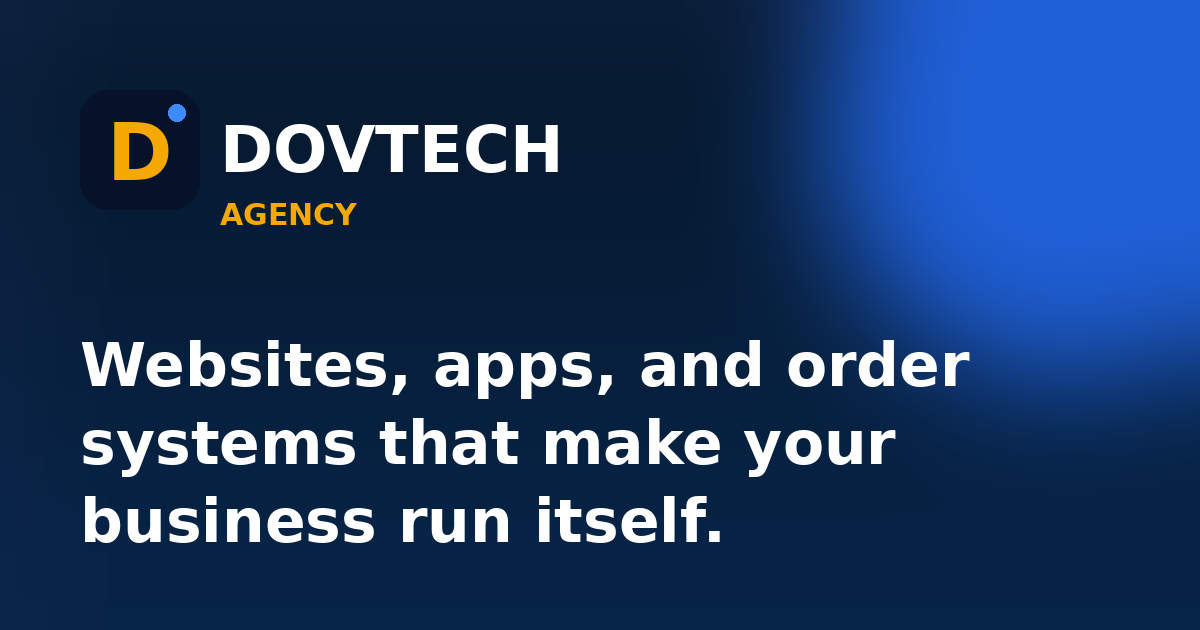 D
DOVTECH
AGENCY
Websites, apps, and order
systems that make your
business run itself.